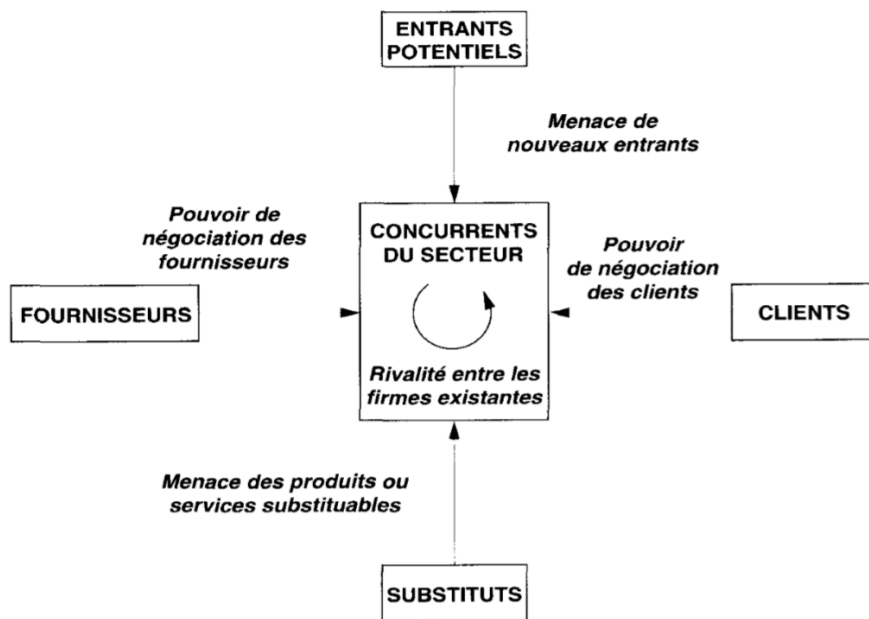 ENTRANTS
POTENTIELS
Menace de
nouveaux entrants
Pouvoir de
négociation des
fournisseurs
CONCURRENTS
DU SECTEUR
Pouvoir
de négociation
des clients
FOURNISSEURS
CLIENTS
Rivalité entre les
firmes existantes
Menace des produits ou
services substituables
SUBSTITUTS